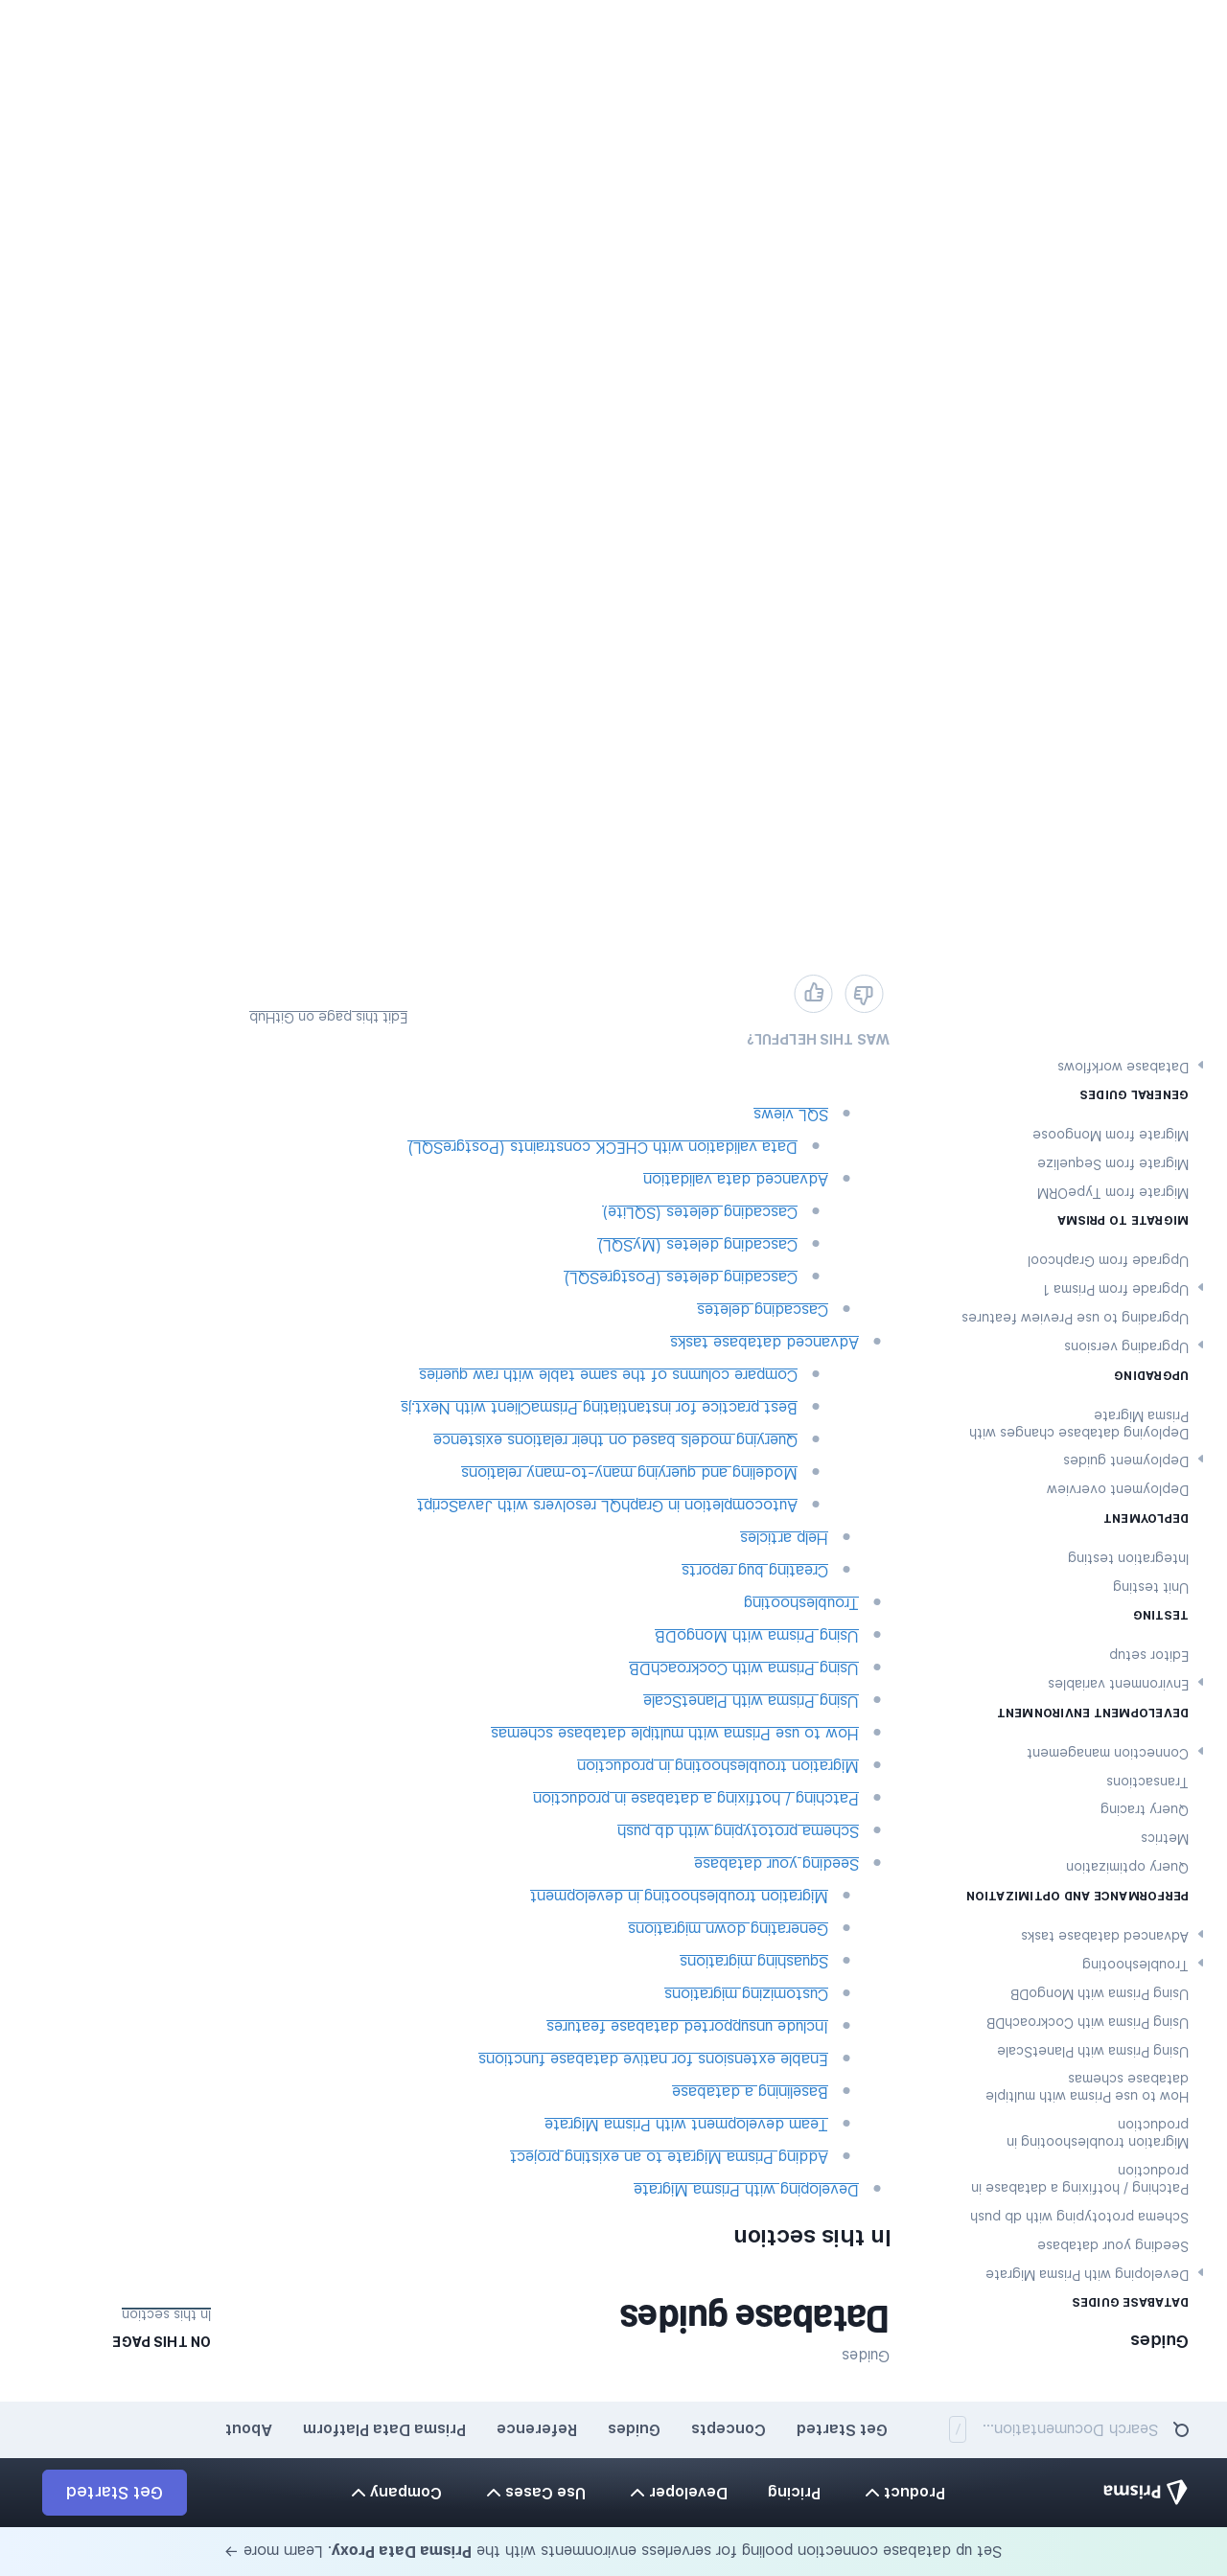 Set up database connection pooling for serverless environments with the Prisma Data Proxy. Learn more →
Prisma
Product
Pricing
Developer
Use Cases
Company
Get Started
Search Documentation...
/
Get Started
Concepts
Guides
Reference
Prisma Data Platform
About
Guides
DATABASE GUIDES
Developing with Prisma Migrate
Seeding your database
Schema prototyping with db push
Patching / hotfixing a database in
production
Migration troubleshooting in
production
How to use Prisma with multiple
database schemas
Using Prisma with PlanetScale
Using Prisma with CockroachDB
Using Prisma with MongoDB
Troubleshooting
Advanced database tasks
PERFORMANCE AND OPTIMIZATION
Query optimization
Metrics
Query tracing
Transactions
Connection management
DEVELOPMENT ENVIRONMENT
Environment variables
Editor setup
TESTING
Unit testing
Integration testing
DEPLOYMENT
Deployment overview
Deployment guides
Deploying database changes with
Prisma Migrate
UPGRADING
Upgrading versions
Upgrading to use Preview features
Upgrade from Prisma 1
Upgrade from Graphcool
MIGRATE TO PRISMA
Migrate from TypeORM
Migrate from Sequelize
Migrate from Mongoose
GENERAL GUIDES
Database workflows
Guides
Database guides
In this section
Developing with Prisma Migrate
Adding Prisma Migrate to an existing project
Team development with Prisma Migrate
Baselining a database
Enable extensions for native database functions
Include unsupported database features
Customizing migrations
Squashing migrations
Generating down migrations
Migration troubleshooting in development
Seeding your database
Schema prototyping with db push
Patching / hotfixing a database in production
Migration troubleshooting in production
How to use Prisma with multiple database schemas
Using Prisma with PlanetScale
Using Prisma with CockroachDB
Using Prisma with MongoDB
Troubleshooting
Creating bug reports
Help articles
Autocompletion in GraphQL resolvers with JavaScript
Modeling and querying many-to-many relations
Querying models based on their relations existence
Best practice for instantiating PrismaClient with Next.js
Compare columns of the same table with raw queries
Advanced database tasks
Cascading deletes
Cascading deletes (PostgreSQL)
Cascading deletes (MySQL)
Cascading deletes (SQLite)
Advanced data validation
Data validation with CHECK constraints (PostgreSQL)
SQL views
WAS THIS HELPFUL?
Edit this page on GitHub
ON THIS PAGE
In this section